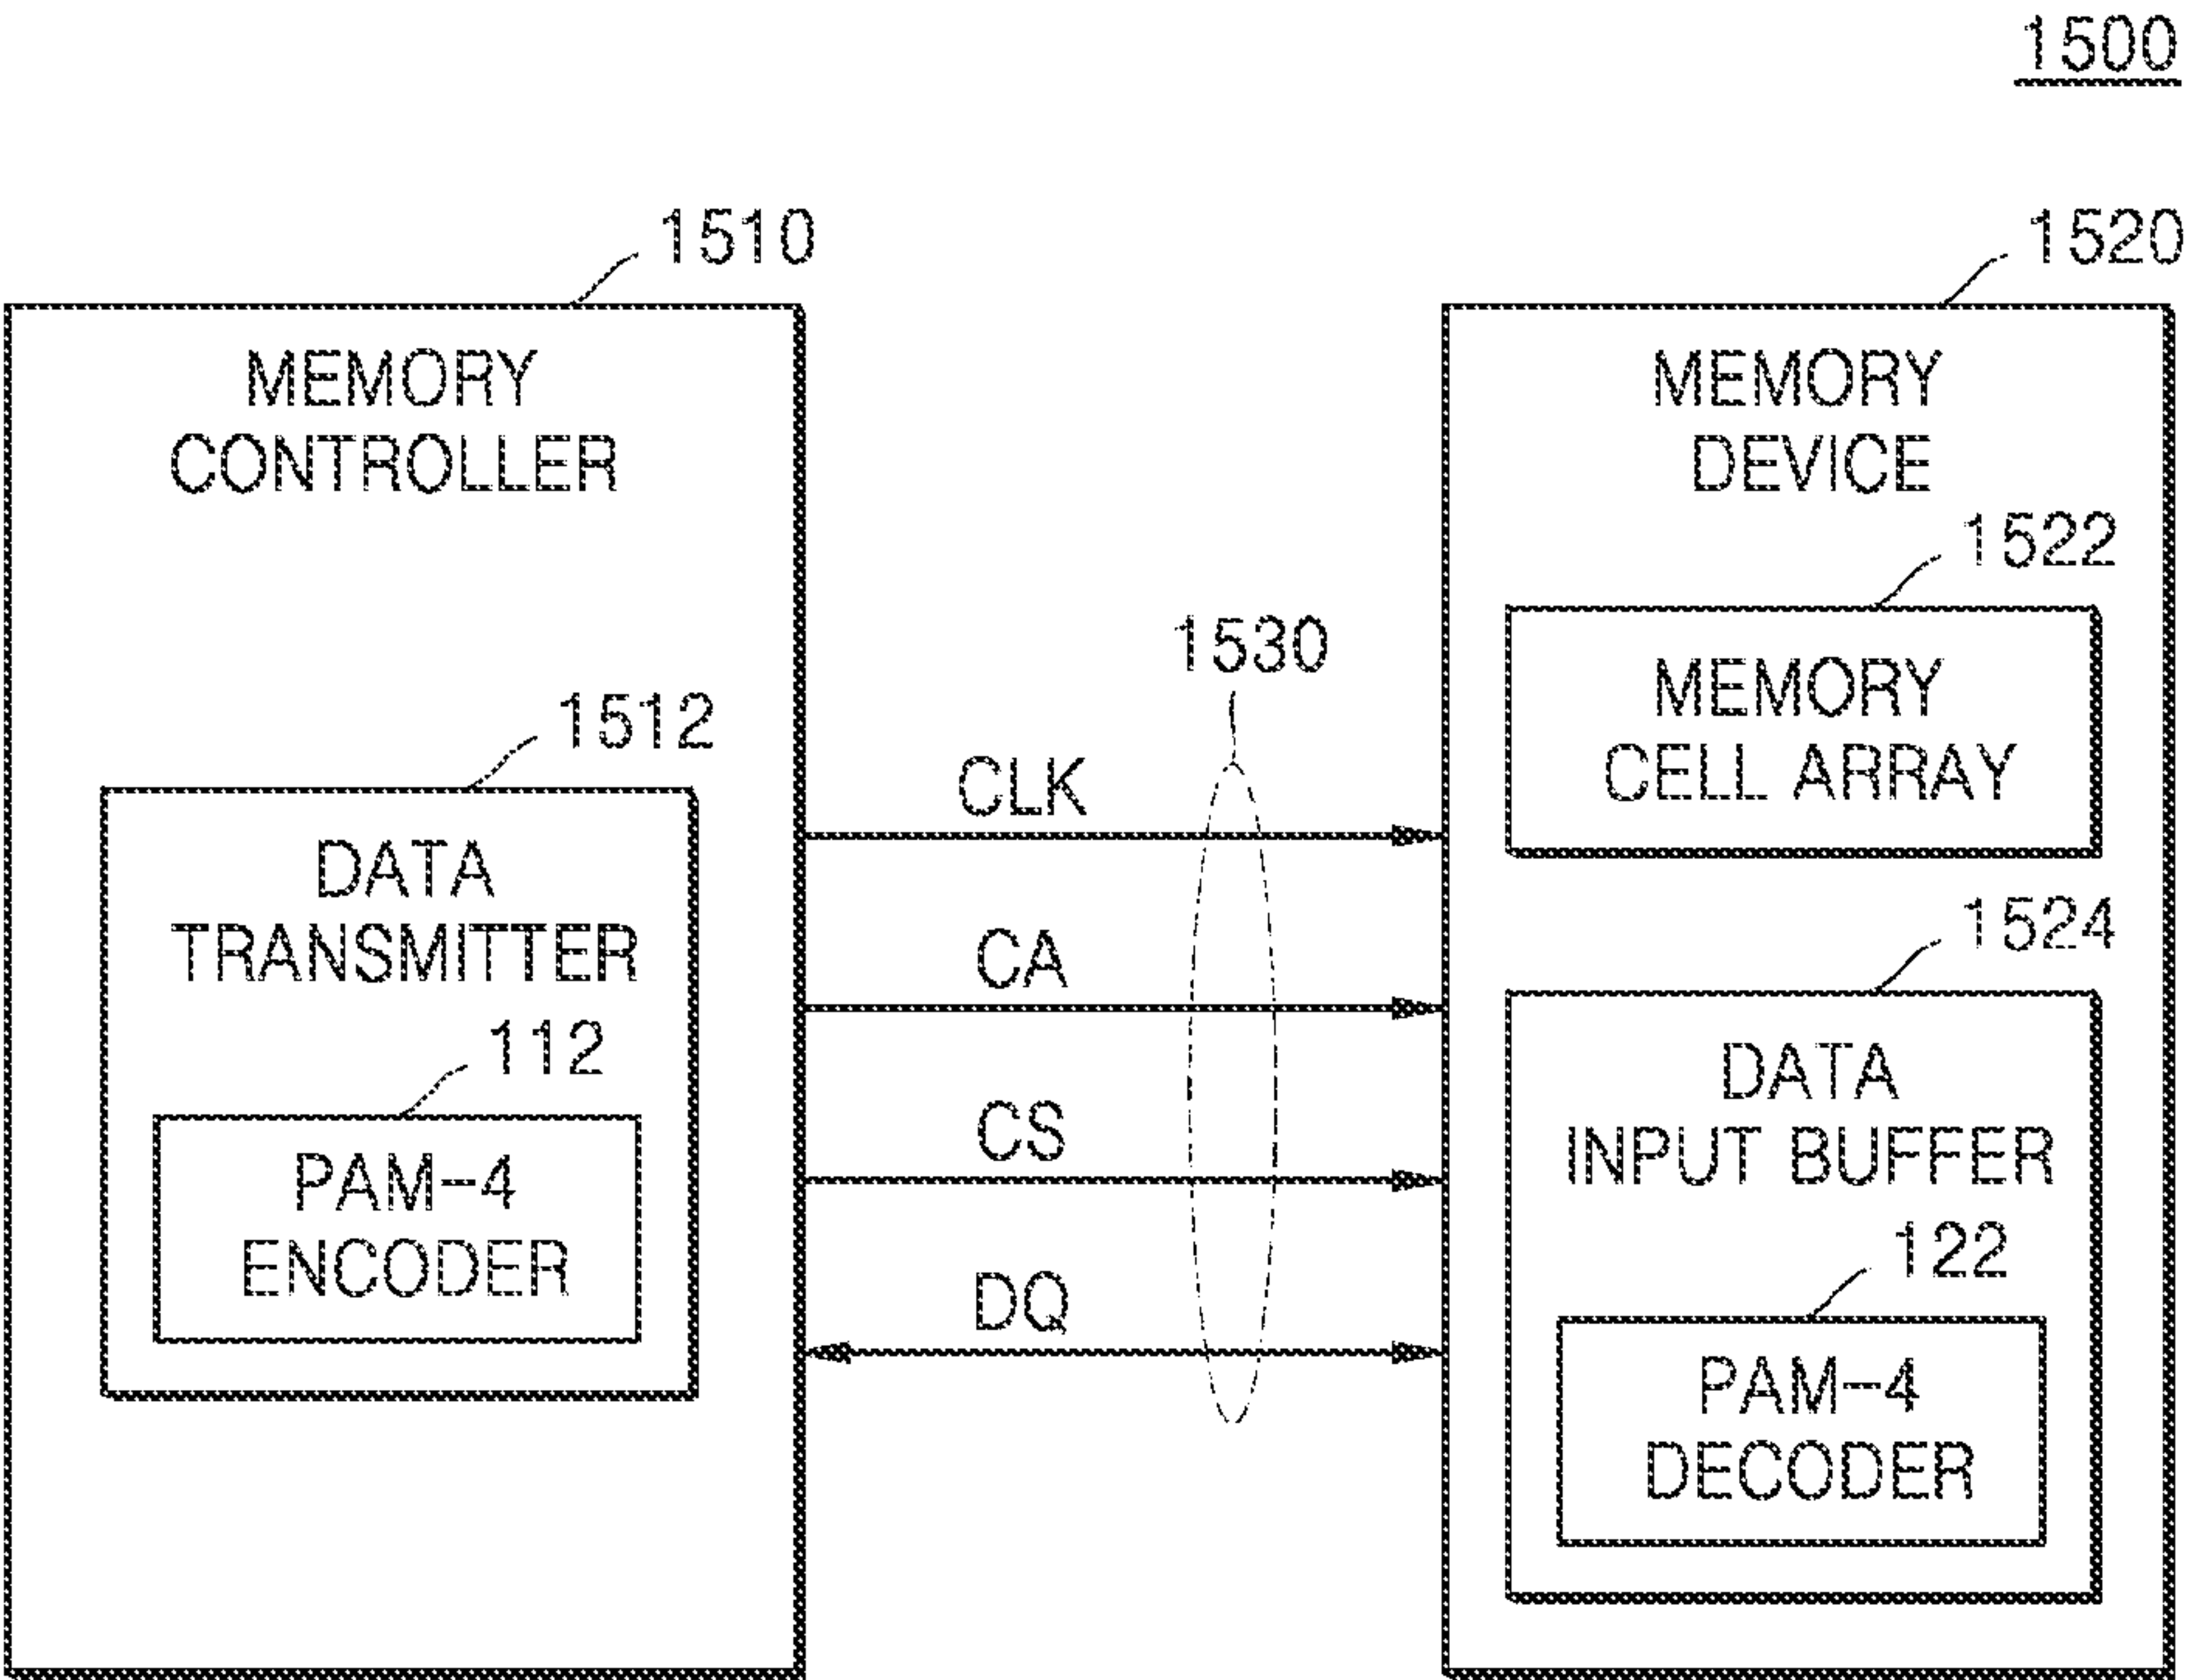 1500
1510
MEMORY
CONTROLLER
1512
DATA
TRANSMITTER
112
PAM-4
ENCODER
1530
CLK
CA
CS
DQ
1520
MEMORY
DEVICE
1522
MEMORY
CELL ARRAY
1524
DATA
INPUT BUFFER
122
PAM-4
DECODER